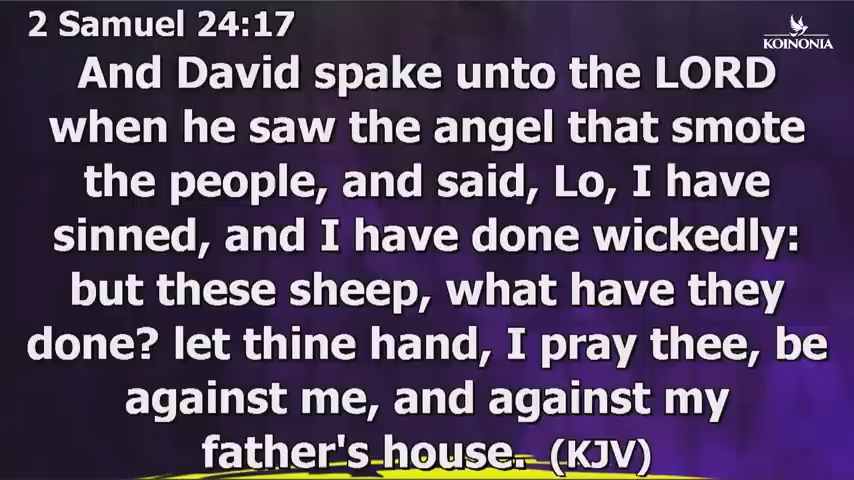 2 Samuel 24:17
KOINONIA
And David spake unto the LORD
when he saw the angel that smote
the people, and said, Lo, I have
sinned, and I have done wickedly:
but these sheep, what have they
done? let thine hand, I pray thee, be
against me, and against my
father's house. (KJV)